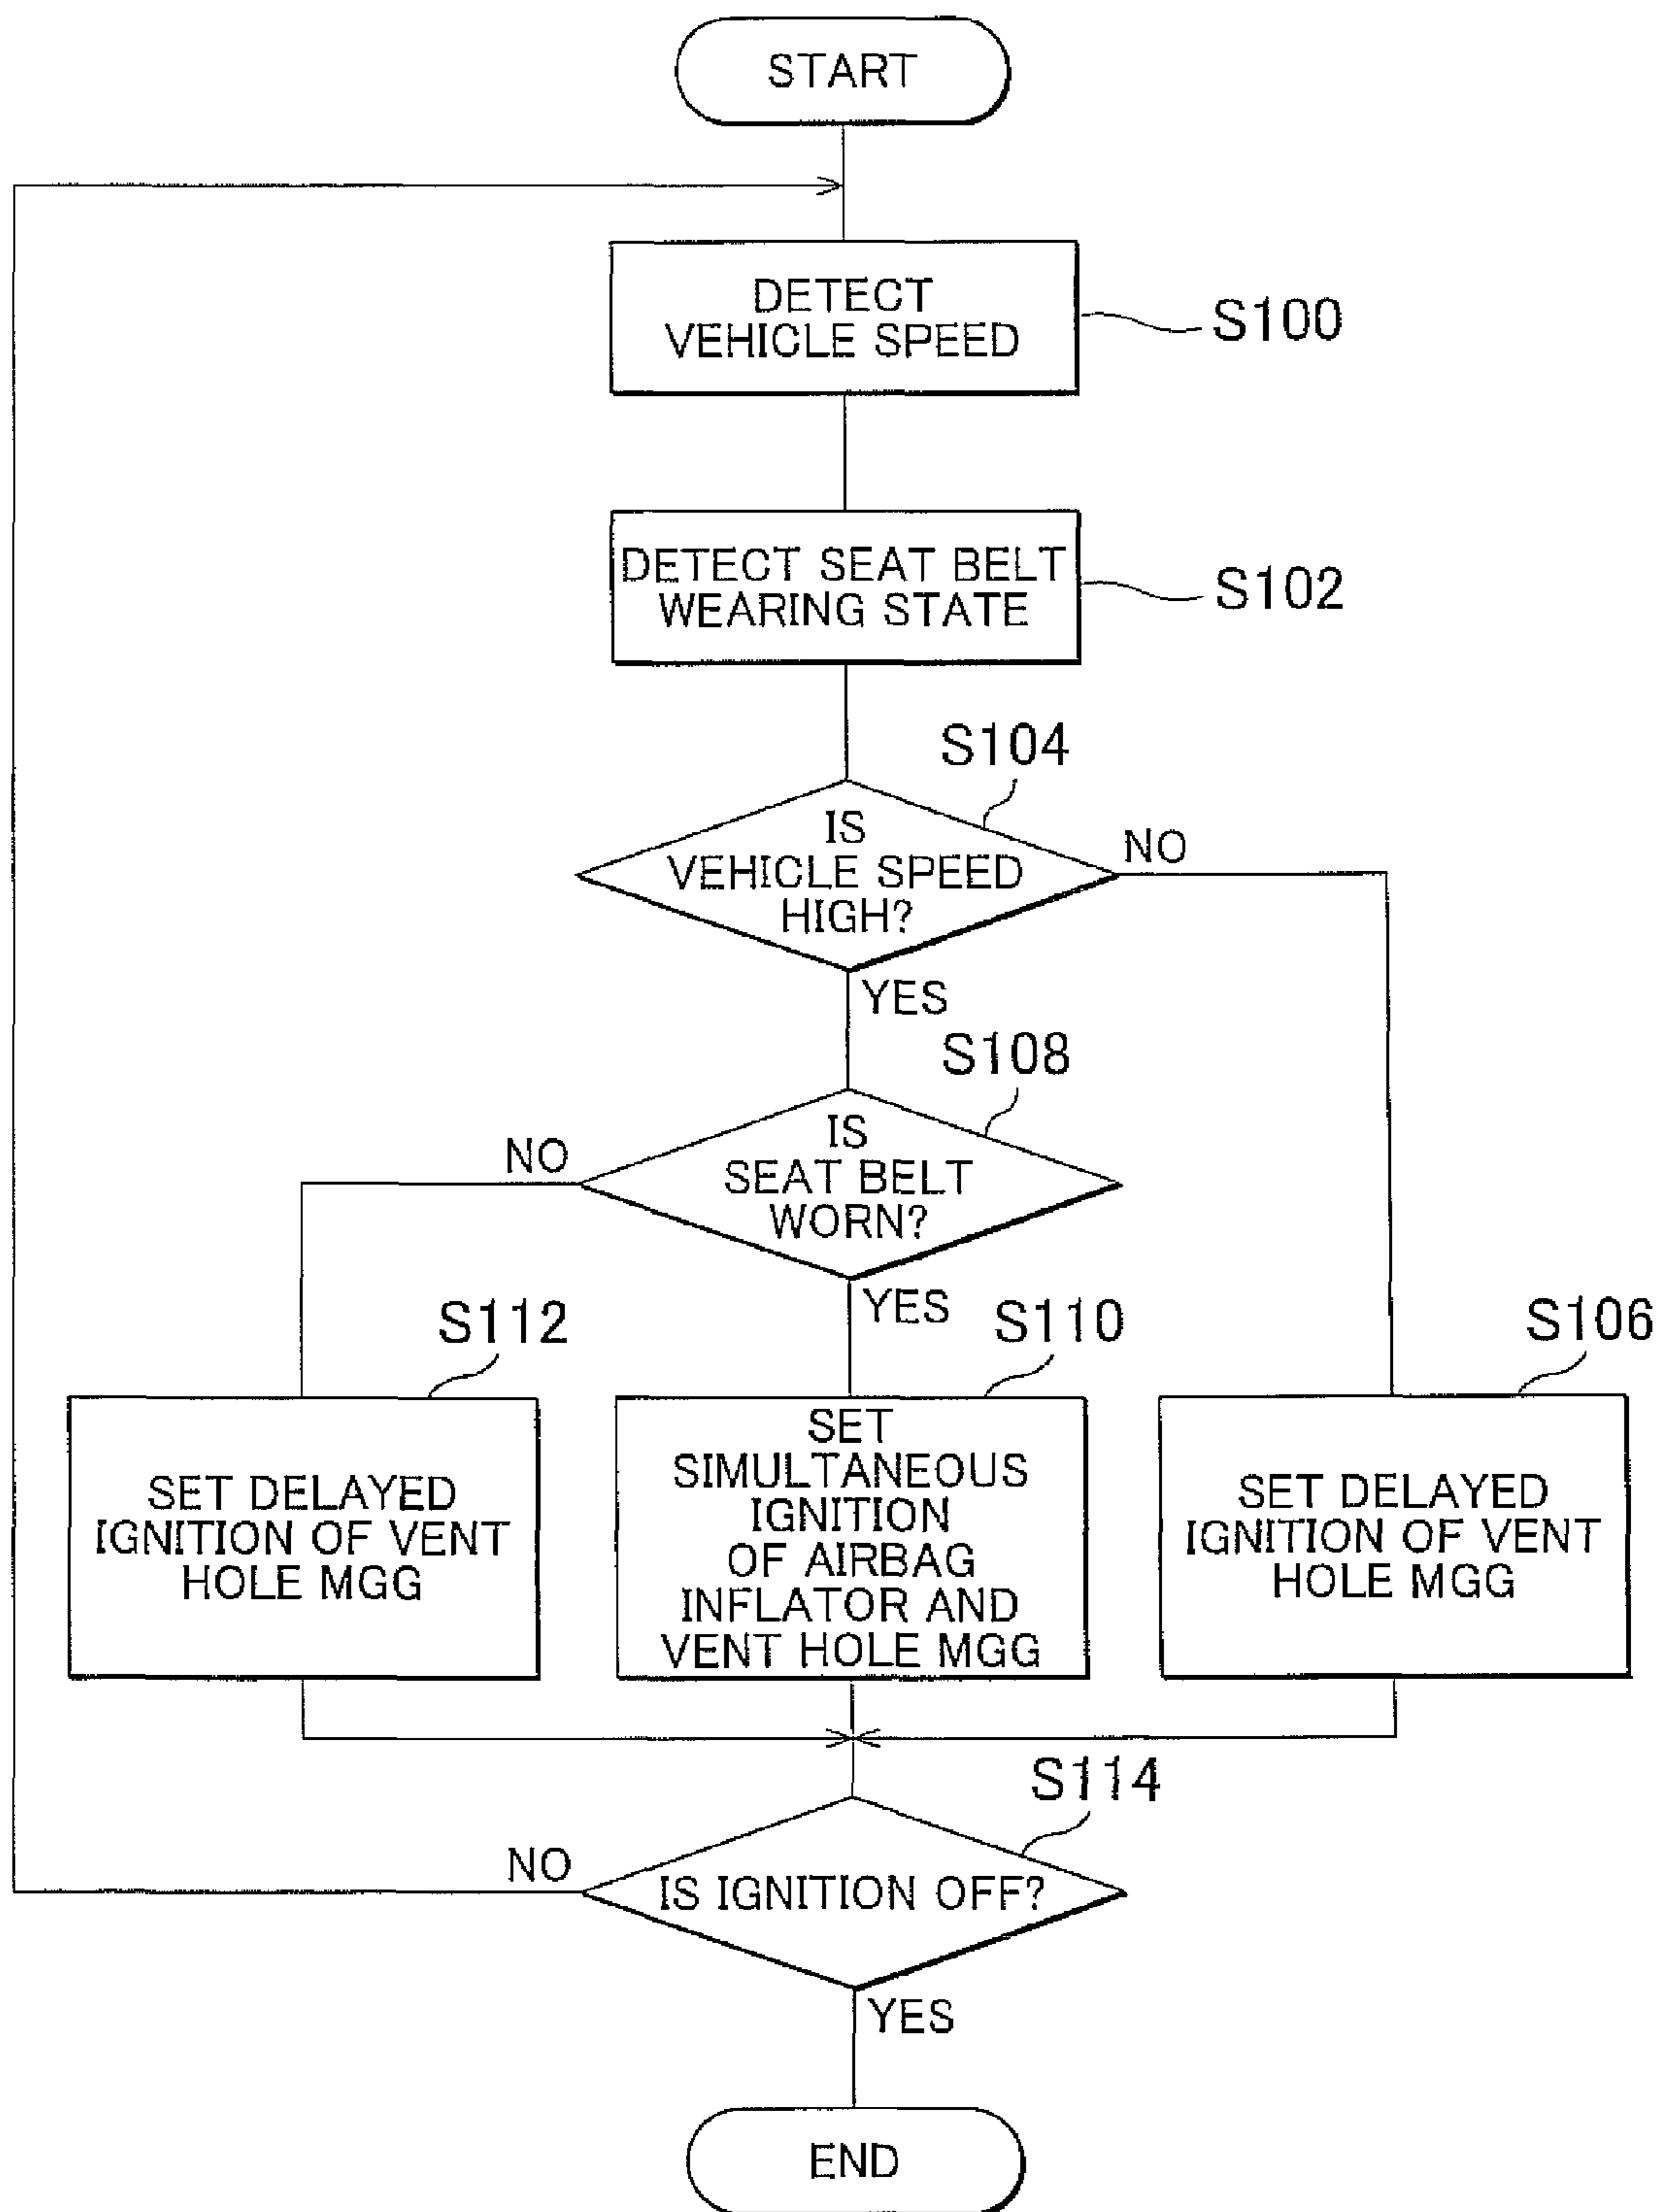 START
DETECT
VEHICLE SPEED
S100
DETECT SEAT BELT
WEARING STATE
S102
S104
IS
VEHICLE SPEED
HIGH?
NO
YES
S108
IS
SEAT BELT
WORN?
NO
YES
S112
SET DELAYED
IGNITION OF VENT
HOLE MGG
S110
SET
SIMULTANEOUS
IGNITION
OF AIRBAG
INFLATOR AND
VENT HOLE MGG
S106
SET DELAYED
IGNITION OF VENT
HOLE MGG
S114
IS IGNITION OFF?
NO
YES
END